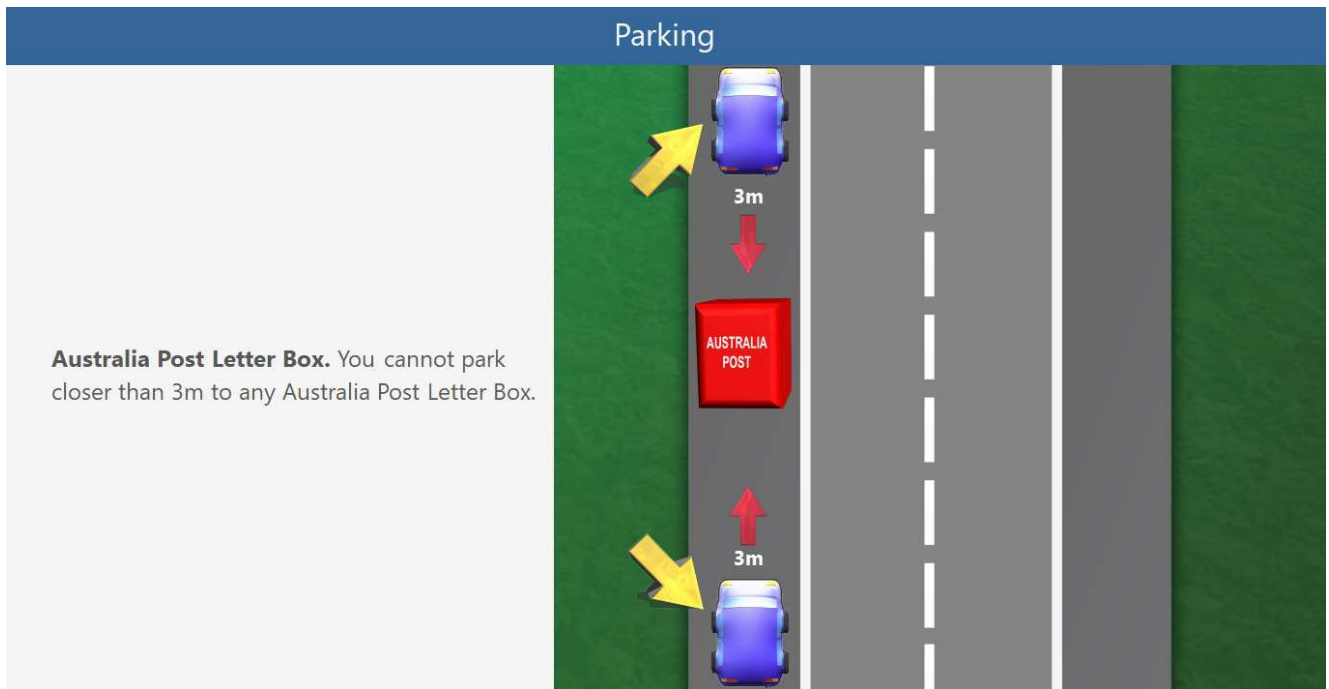 Parking
Australia Post Letter Box. You cannot park
closer than 3m to any Australia Post Letter Box.
3m
AUSTRALIA
POST
3m